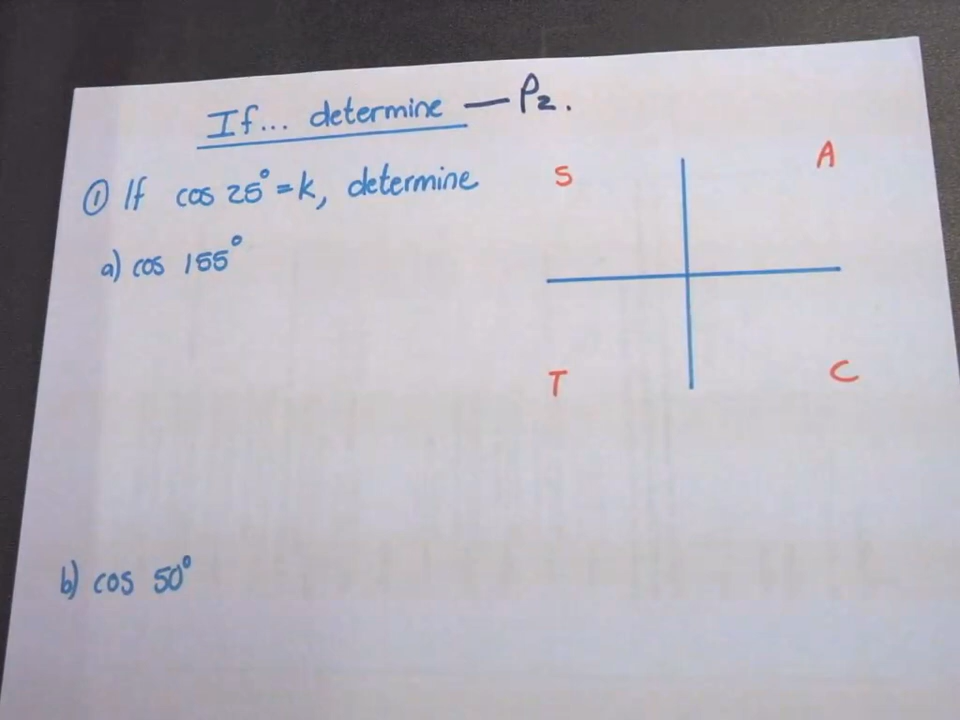 If... determine — P2.
① If cos 25° = k, determine
a) cos 155°
S A
T C
b) cos 50°